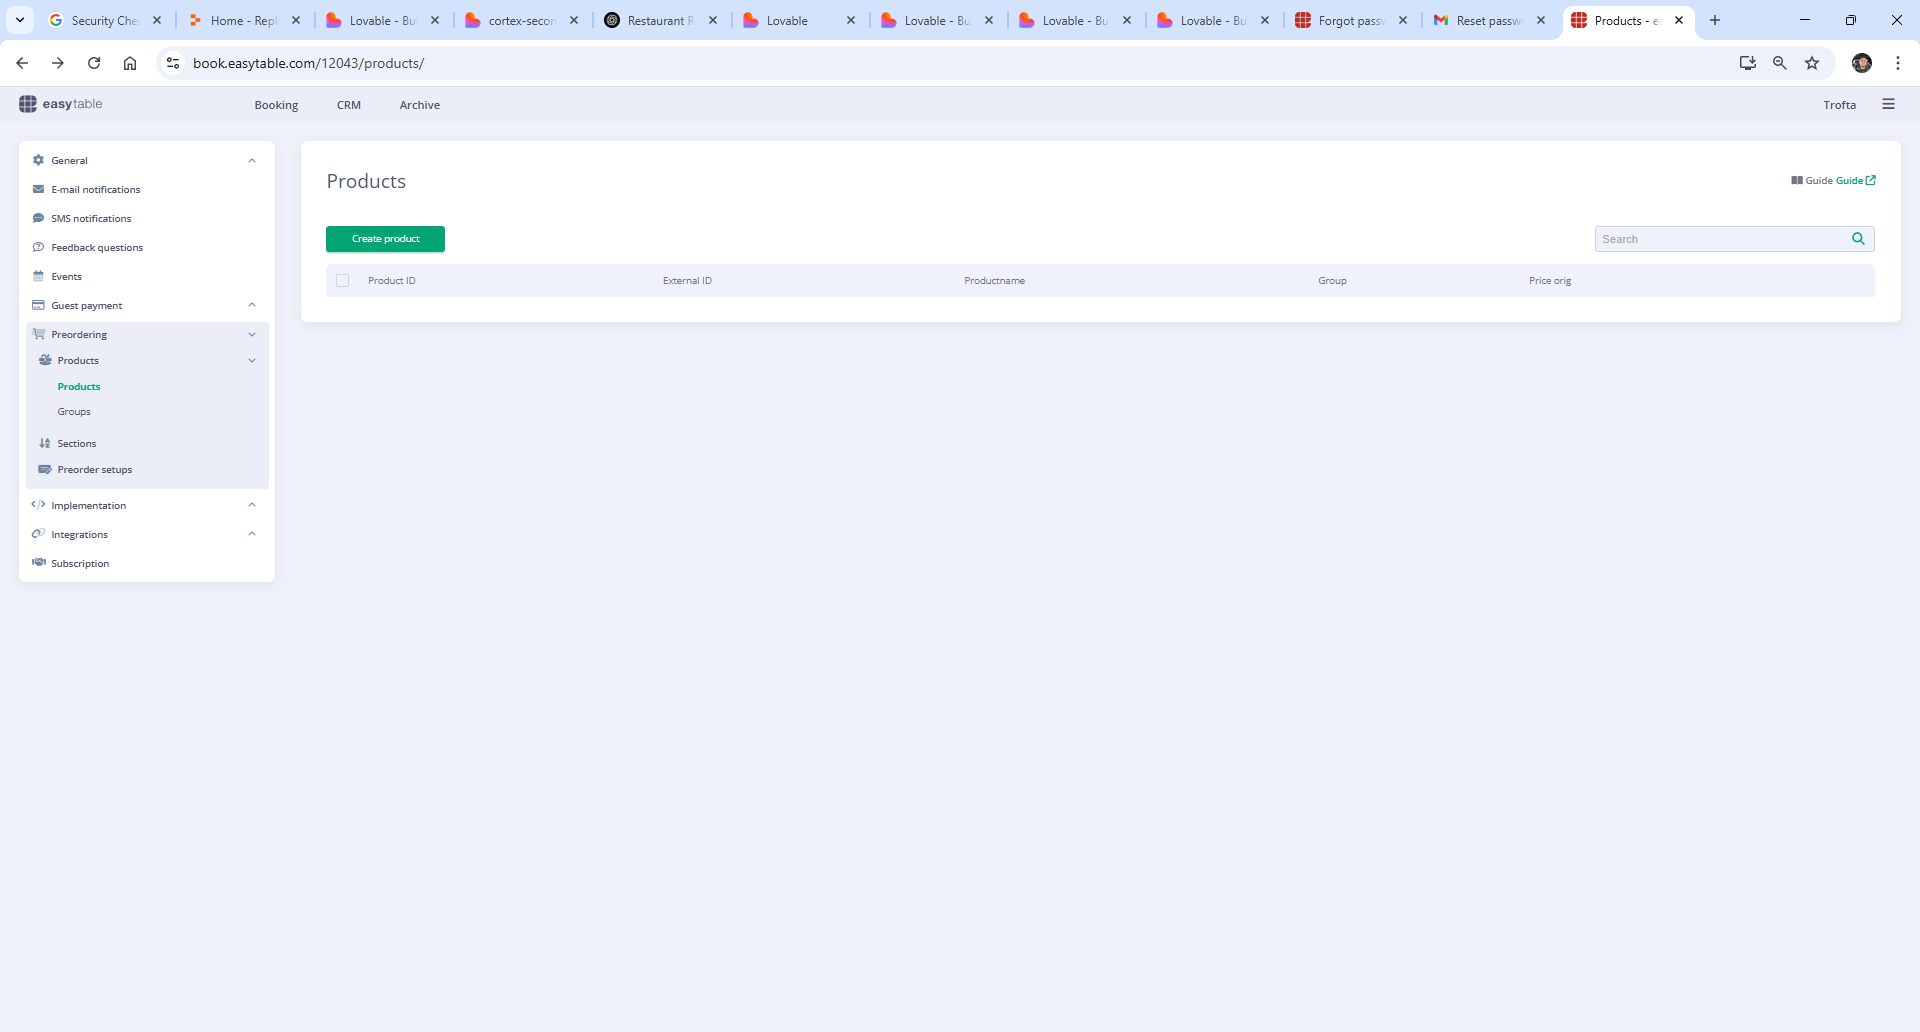 Security Che
Home - Repl
Lovable - Bu
cortex-secon
Restaurant R
Lovable
Lovable - Bu
Lovable - Bu
Lovable - Bu
Forgot passw
Reset passwo
Products - ea
book.easytable.com/12043/products/
easytable
Booking
CRM
Archive
Trofta
General
E-mail notifications
SMS notifications
Feedback questions
Events
Guest payment
Preordering
Products
Products
Groups
Sections
Preorder setups
Implementation
Integrations
Subscription
Products
Guide Guide
Create product
Search
Product ID
External ID
Productname
Group
Price orig